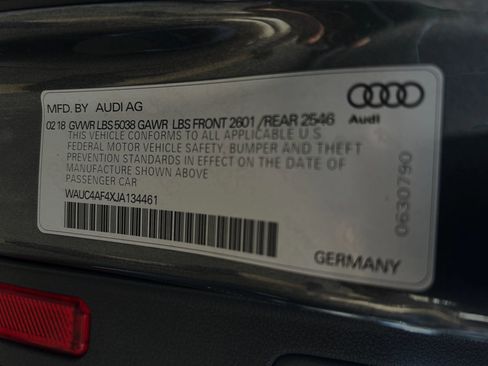 MFD. BY AUDI AG
Audi
02 18 GVWR LBS 5038 GAWR LBS FRONT 2601 /REAR 2546
THIS VEHICLE CONFORMS TO ALL APPLICABLE U.S.
FEDERAL MOTOR VEHICLE SAFETY, BUMPER AND THEFT
PREVENTION STANDARDS IN EFFECT ON THE DATE OF
MANUFACTURE SHOWN ABOVE
PASSENGER CAR
WAUC4AF4XJA134461
0630790
GERMANY